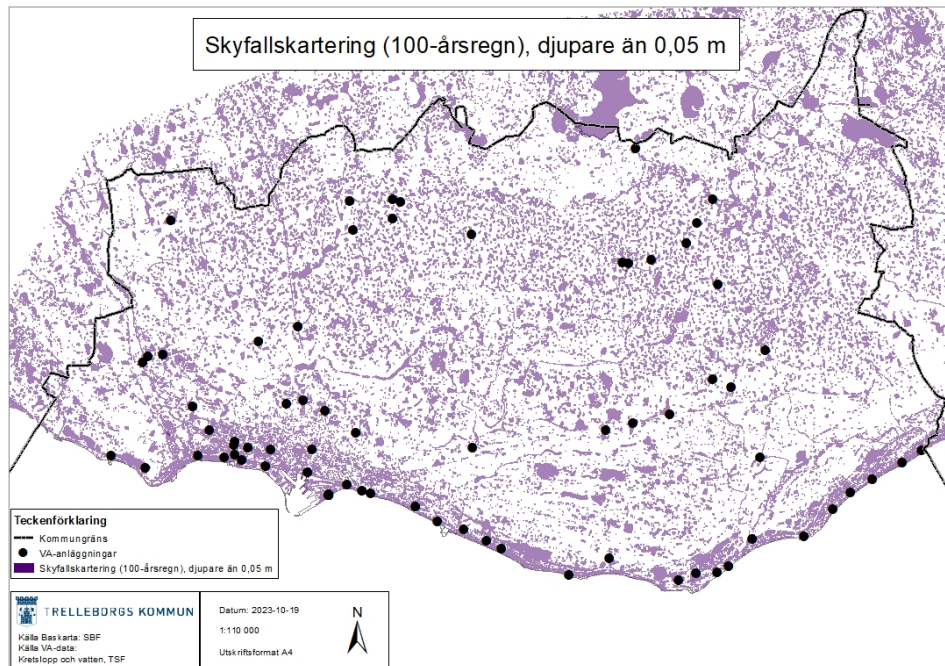 Skyfallskartering (100-årsregn), djupare än 0,05 m
Teckenförklaring
Kommungräns
VA-anläggningar
Skyfallskartering (100-årsregn), djupare än 0,05 m
TRELLEBORGS KOMMUN
Källa Baskarta: SBF
Källa VA-data:
Kretslopp och vatten, TSF
Datum: 2023-10-19
1:110 000
Utskriftsformat A4
N